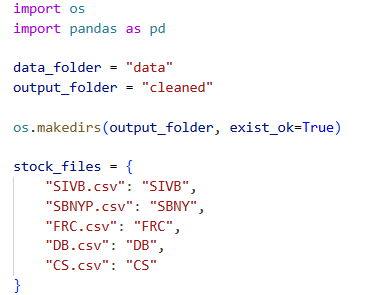 import os
import pandas as pd
data_folder = "data"
output_folder = "cleaned"
os.makedirs(output_folder, exist_ok=True)
stock_files = {
    "SIVB.csv": "SIVB",
    "SBNYP.csv": "SBNY",
    "FRC.csv": "FRC",
    "DB.csv": "DB",
    "CS.csv": "CS"
}